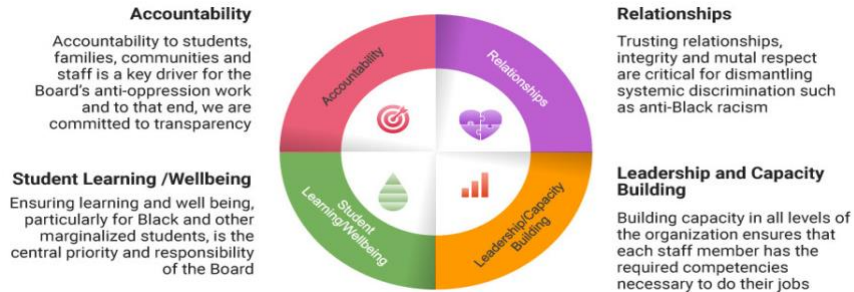 Accountability
Accountability to students,
families, communities and
staff is a key driver for the
Board's anti-oppression work
and to that end, we are
committed to transparency
Relationships
Trusting relationships,
integrity and mutal respect
are critical for dismantling
systemic discrimination such
as anti-Black racism
Accountability
Relationships
Student
Learning/Wellbeing
Leadership/Capacity
Building
Student Learning /Wellbeing
Ensuring learning and well being,
particularly for Black and other
marginalized students, is the
central priority and responsibility
of the Board
Leadership and Capacity
Building
Building capacity in all levels of
the organization ensures that
each staff member has the
required competencies
necessary to do their jobs